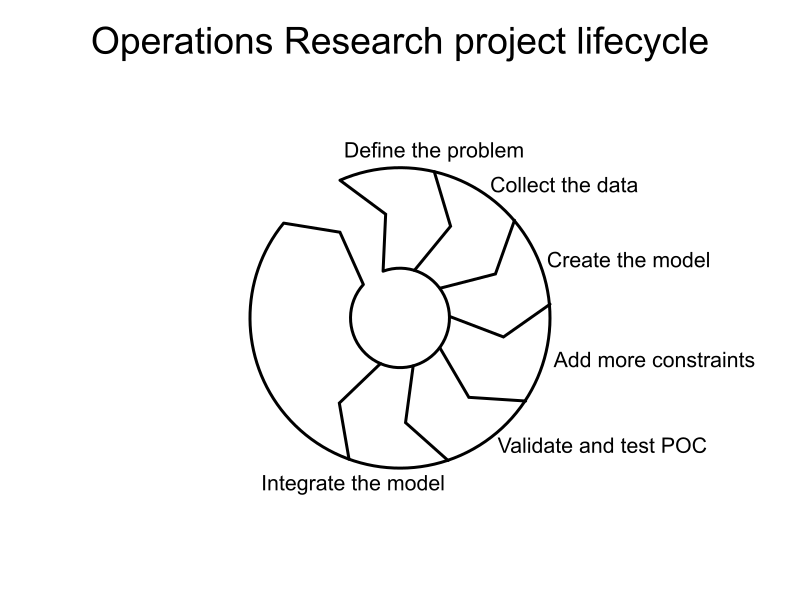 Operations Research project lifecycle
Define the problem
Collect the data
Create the model
Add more constraints
Validate and test POC
Integrate the model